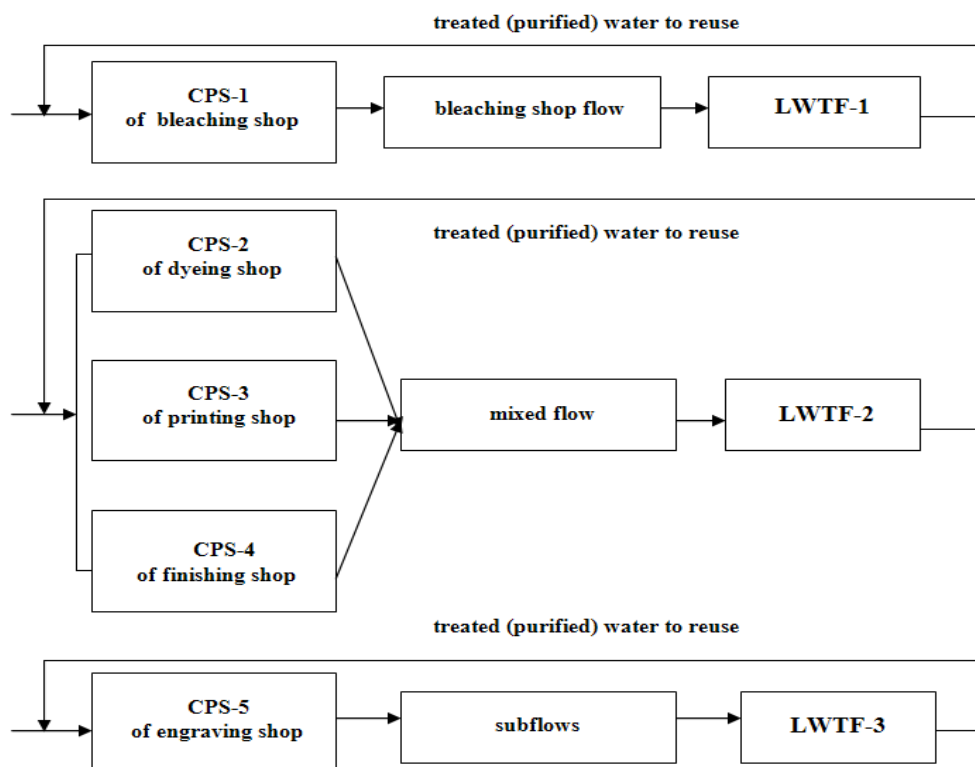 treated (purified) water to reuse
CPS-1
of bleaching shop
bleaching shop flow
LWTF-1
treated (purified) water to reuse
CPS-2
of dyeing shop
CPS-3
of printing shop
mixed flow
LWTF-2
CPS-4
of finishing shop
treated (purified) water to reuse
CPS-5
of engraving shop
subflows
LWTF-3